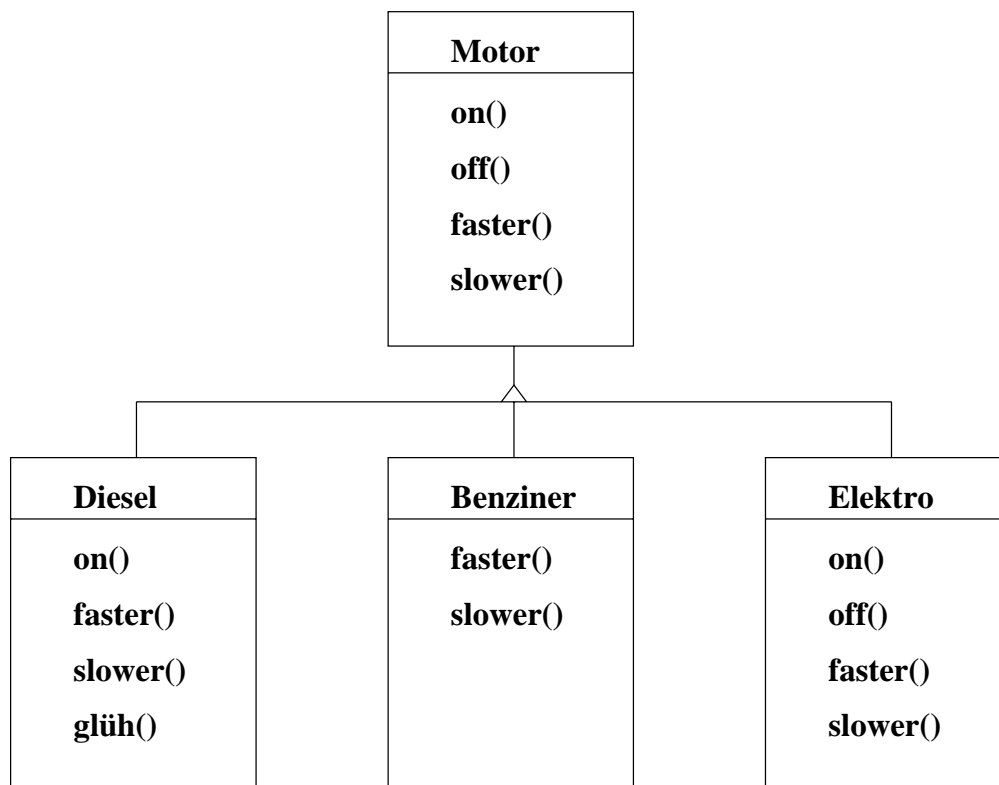 Motor
on()
off()
faster()
slower()
Diesel
on()
faster()
slower()
glüh()
Benziner
faster()
slower()
Elektro
on()
off()
faster()
slower()